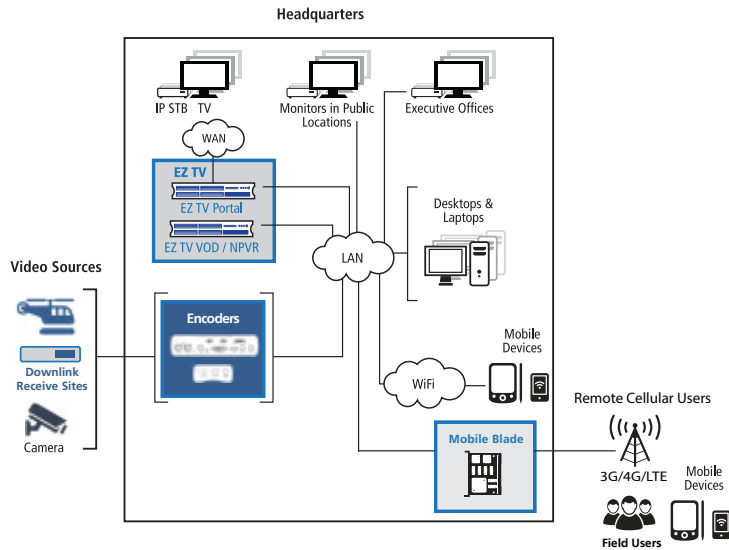 Headquarters
IP STB TV
Monitors in Public
Locations
Executive Offices
WAN
EZ TV
EZ TV Portal
EZ TV VOD / NPVR
LAN
Desktops &
Laptops
Video Sources
Downlink
Receive Sites
Camera
Encoders
WiFi
Mobile
Devices
Mobile Blade
Remote Cellular Users
3G/4G/LTE
Field Users
Mobile
Devices